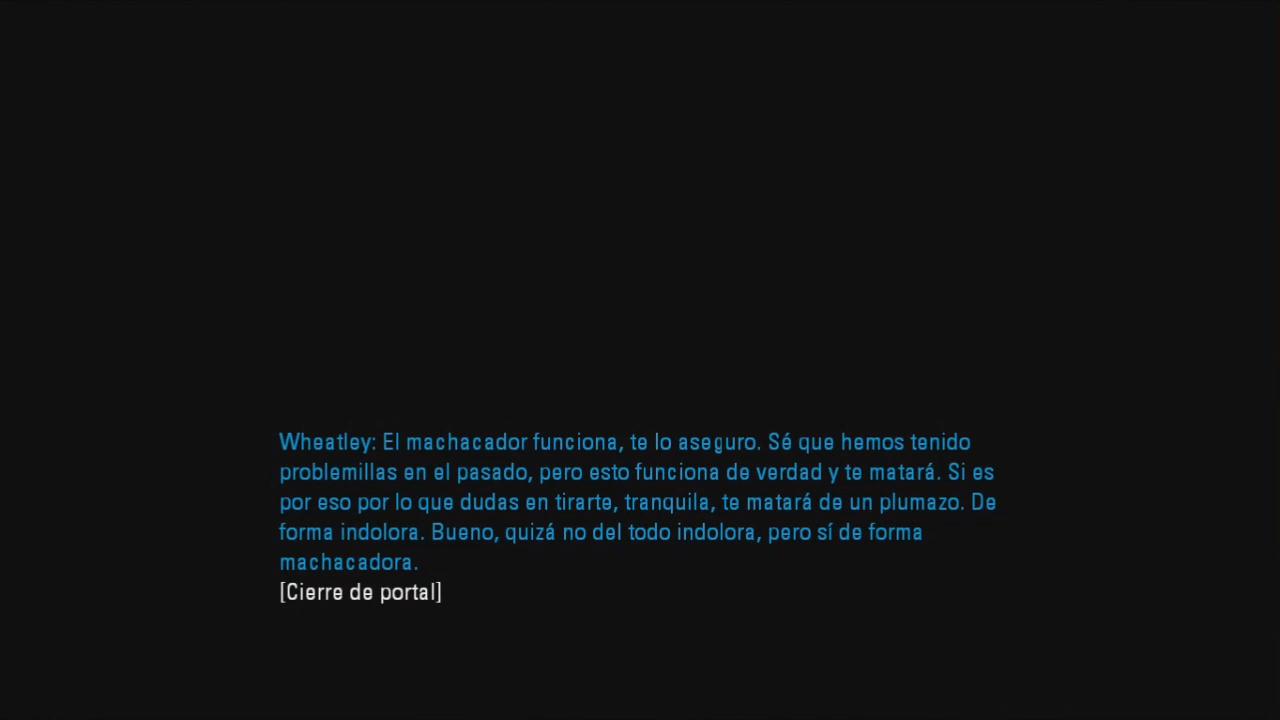 Wheatley: El machacador funciona, te lo aseguro. Sé que hemos tenido
problemillas en el pasado, pero esto funciona de verdad y te matará. Si es
por eso por lo que dudas en tirarte, tranquila, te matará de un plumazo. De
forma indolora. Bueno, quizá no del todo indolora, pero sí de forma
machacadora.
[Cierre de portal]